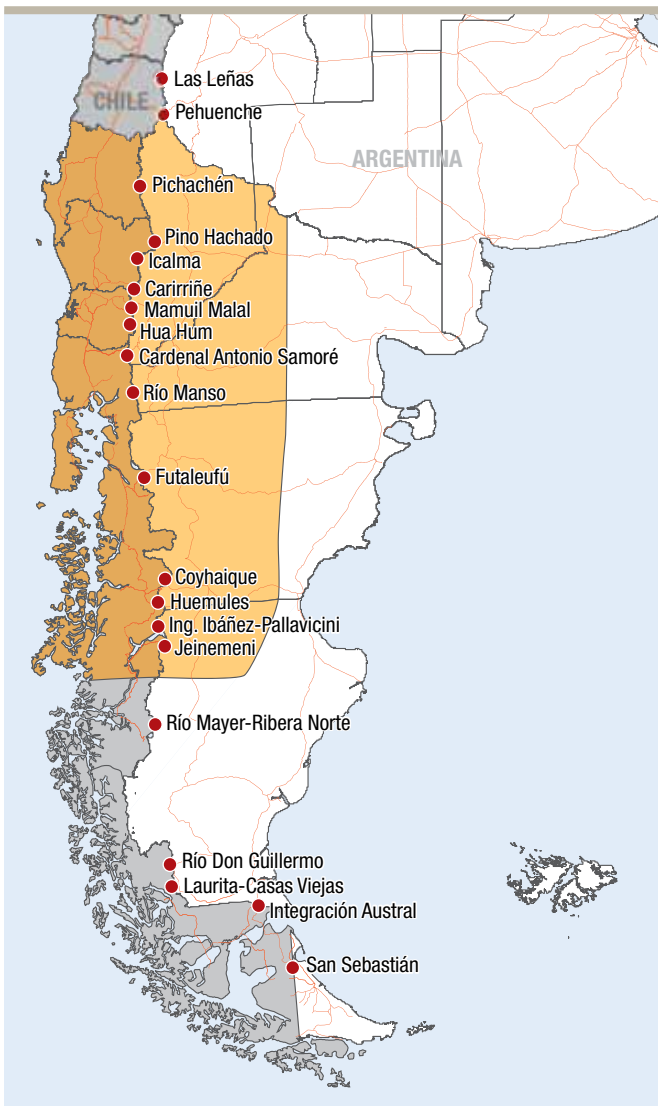 Las Leñas
CHILE
Pehuenche
ARGENTINA
Pichachén
Pino Hachado
Icalma
Carirriñe
Mamuil Malal
Hua Hum
Cardenal Antonio Samoré
Río Manso
Futaleufú
Coyhaique
Huemules
Ing. Ibáñez-Pallavicini
Jeinemeni
Río Mayer-Ribera Norte
Río Don Guillermo
Laurita-Casas Viejas
Integración Austral
San Sebastián